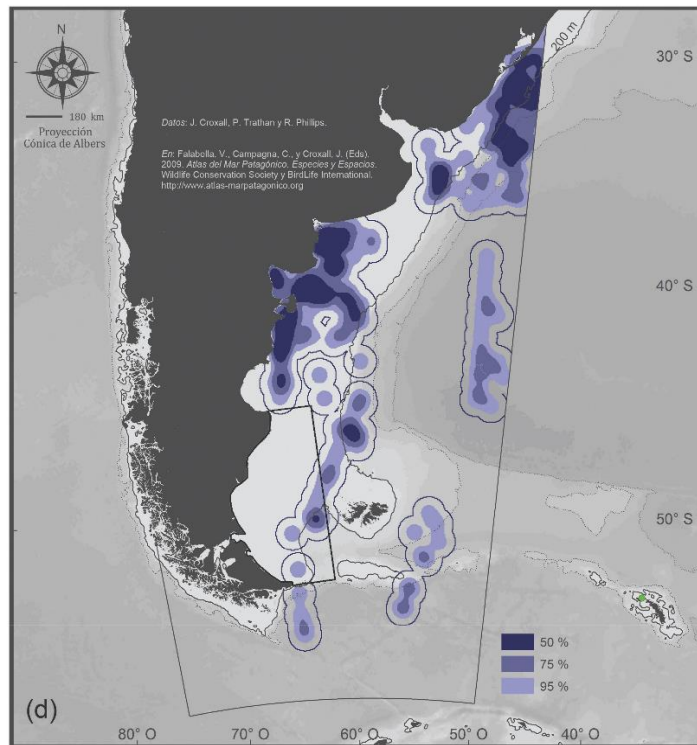 N
180 km
Proyección
Cónica de Albers
Datos: J. Croxall, P. Trathan y R. Phillips.
En: Falabella. V., Campagna, C., y Croxall, J. (Eds).
2009. Atlas del Mar Patagónico. Especies y Espacios.
Wildlife Conservation Society y BirdLife International.
http://www.atlas-marpatagonico.org
200 m
30° S
40° S
50° S
50 %
75 %
95 %
(d)
80° O
70° O
60° O
50° O
40° O